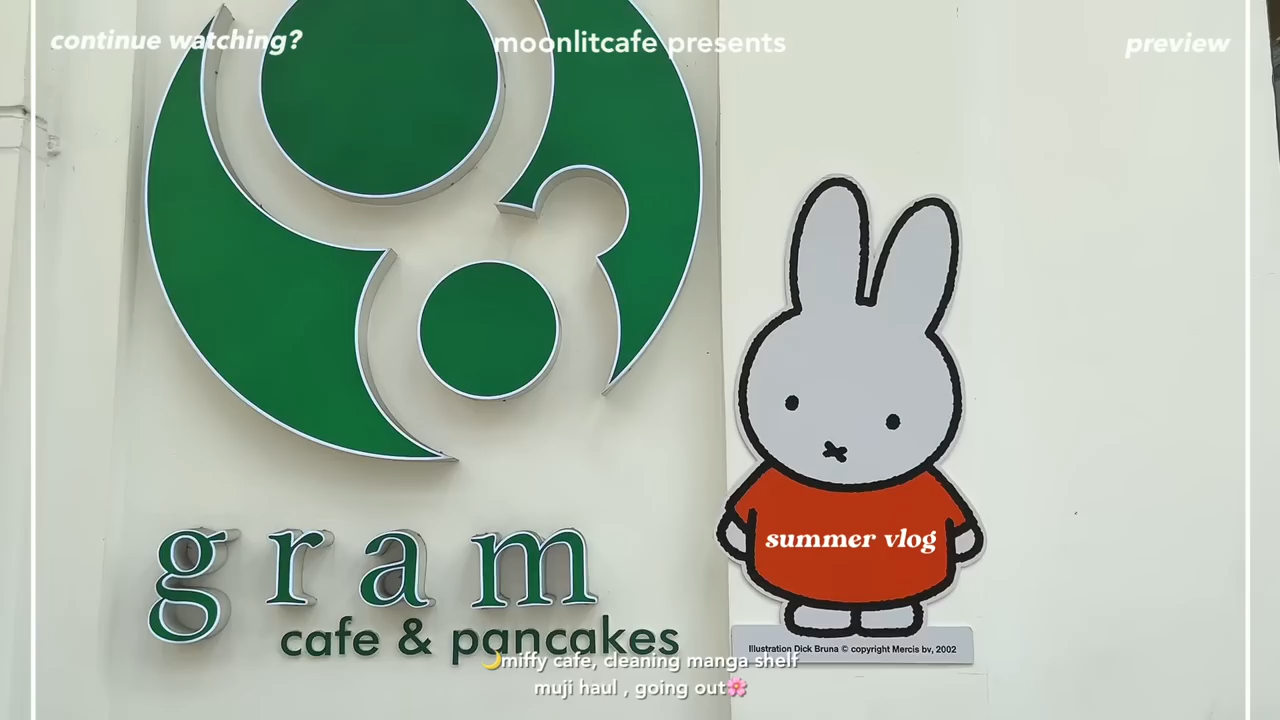 continue watching?
moonlitcafe presents
preview
summer vlog
gram
cafe & pancakes
Illustration Dick Bruna © copyright Mercis bv, 2002
🌙miffy cafe, cleaning manga shelf
muji haul , going out🌸